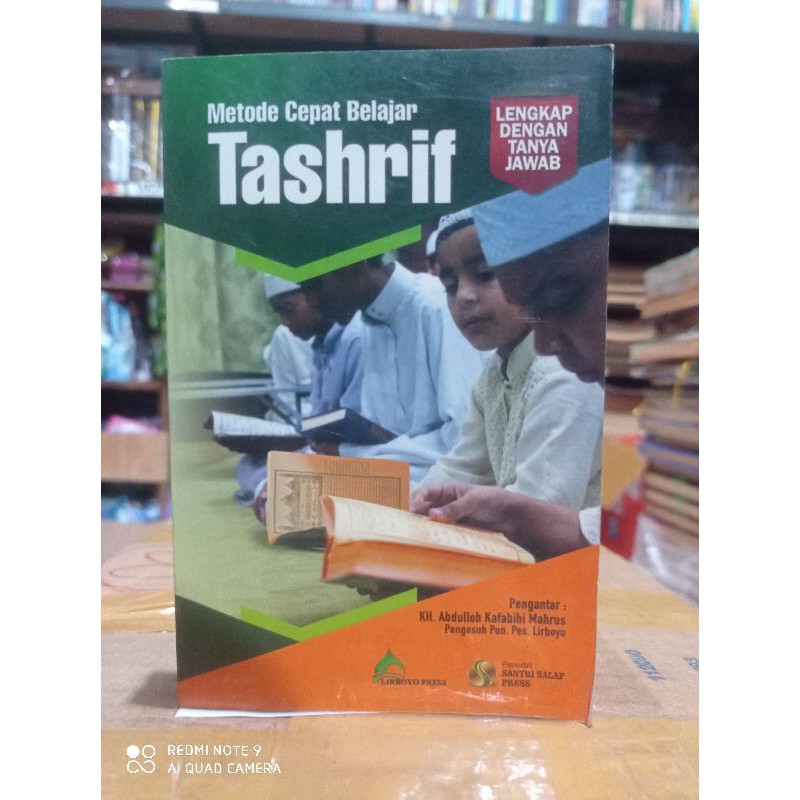 Metode Cepat Belajar
Tashrif
LENGKAP
DENGAN
TANYA
JAWAB
Pengantar :
KH. Abdulloh Kafabihi Mahrus
Pengasuh Pon. Pes. Lirboyo
LIRBOYO PRESS
Penerbit :
SANTRI SALAF
PRESS
REDMI NOTE 9
AI QUAD CAMERA